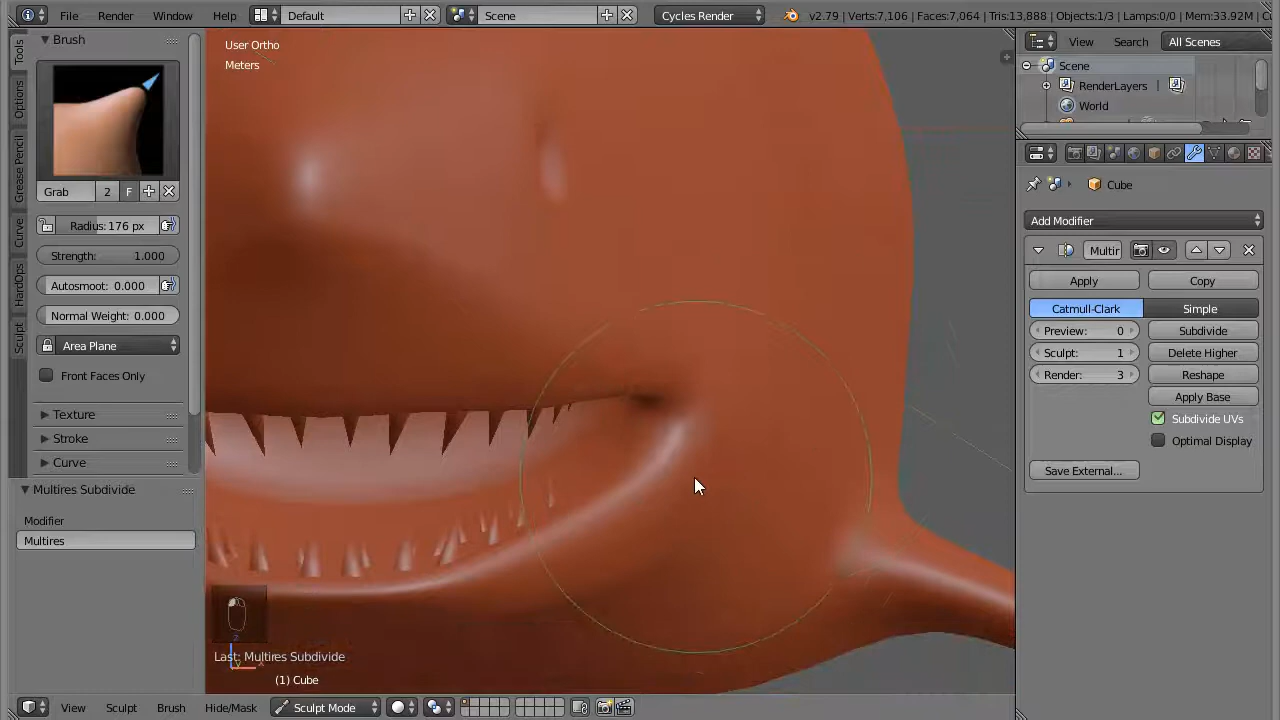 File Render Window Help Default Scene Cycles Render v2.79 | Verts:7,106 | Faces:7,064 | Tris:13,888 | Objects:1/3 | Lamps:0/0 | Mem:33.92M |
Tools
Options
Grease Pencil
Curve
HardOps
Sculpt
Brush
Grab 2 F
Radius: 176 px
Strength: 1.000
Autosmoot: 0.000
Normal Weight: 0.000
Area Plane
Front Faces Only
Texture
Stroke
Curve
Multires Subdivide
Modifier
Multires
User Ortho
Meters
Last: Multires Subdivide
(1) Cube
View Sculpt Brush Hide/Mask Sculpt Mode
View Search All Scenes
Scene
RenderLayers |
World
Cube
Add Modifier
Multir
Apply Copy
Catmull-Clark Simple
Preview: 0 Subdivide
Sculpt: 1 Delete Higher
Render: 3 Reshape
Apply Base
Subdivide UVs
Optimal Display
Save External...